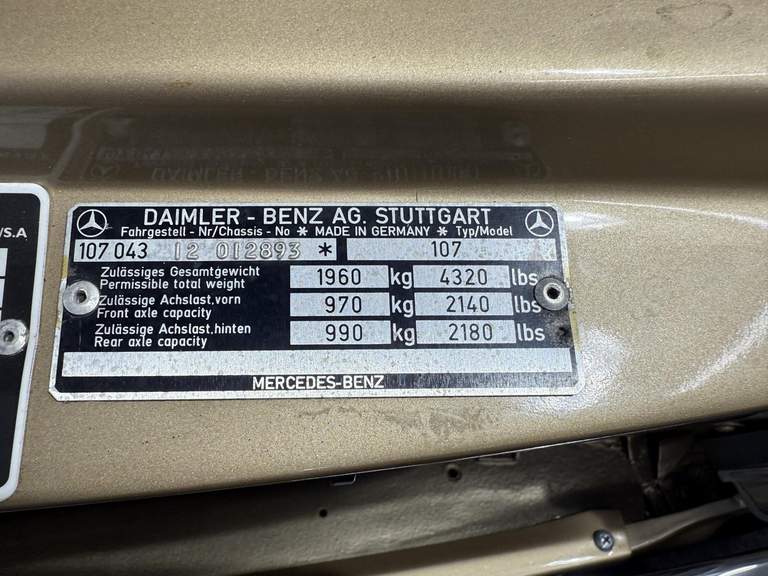 DAIMLER - BENZ AG. STUTTGART
Fahrgestell - Nr/Chassis - No * MADE IN GERMANY * Typ/Model
107 043 12 012893 * 107
Zulässiges Gesamtgewicht
Permissible total weight 1960 kg 4320 lbs
Zulässige Achslast,vorn
Front axle capacity 970 kg 2140 lbs
Zulässige Achslast,hinten
Rear axle capacity 990 kg 2180 lbs
MERCEDES-BENZ
/S.A